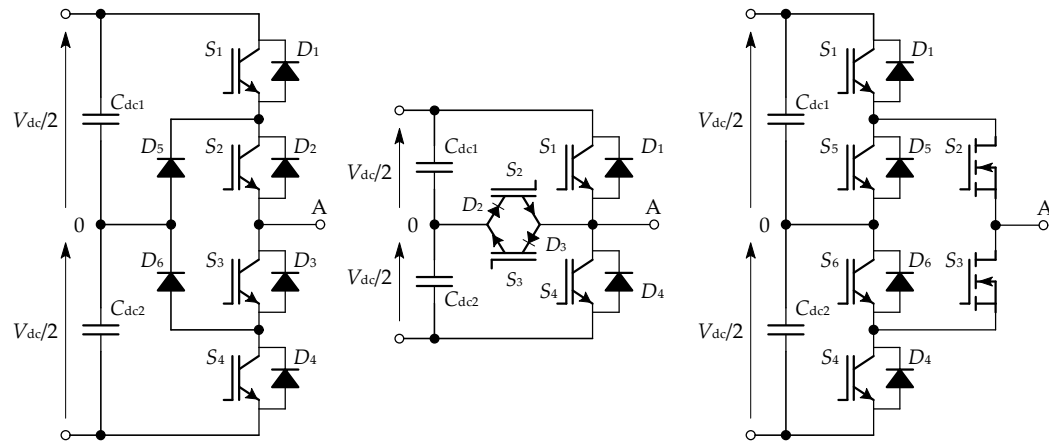 S1
D1
Cdc1
Vdc/2
D5
S2
D2
0
A
D6
S3
D3
Cdc2
Vdc/2
S4
D4
Cdc1
Vdc/2
S1
D1
S2
D2
0
A
D3
S3
Cdc2
Vdc/2
S4
D4
S1
D1
Cdc1
Vdc/2
S5
D5
S2
0
A
S6
D6
S3
Cdc2
Vdc/2
S4
D4